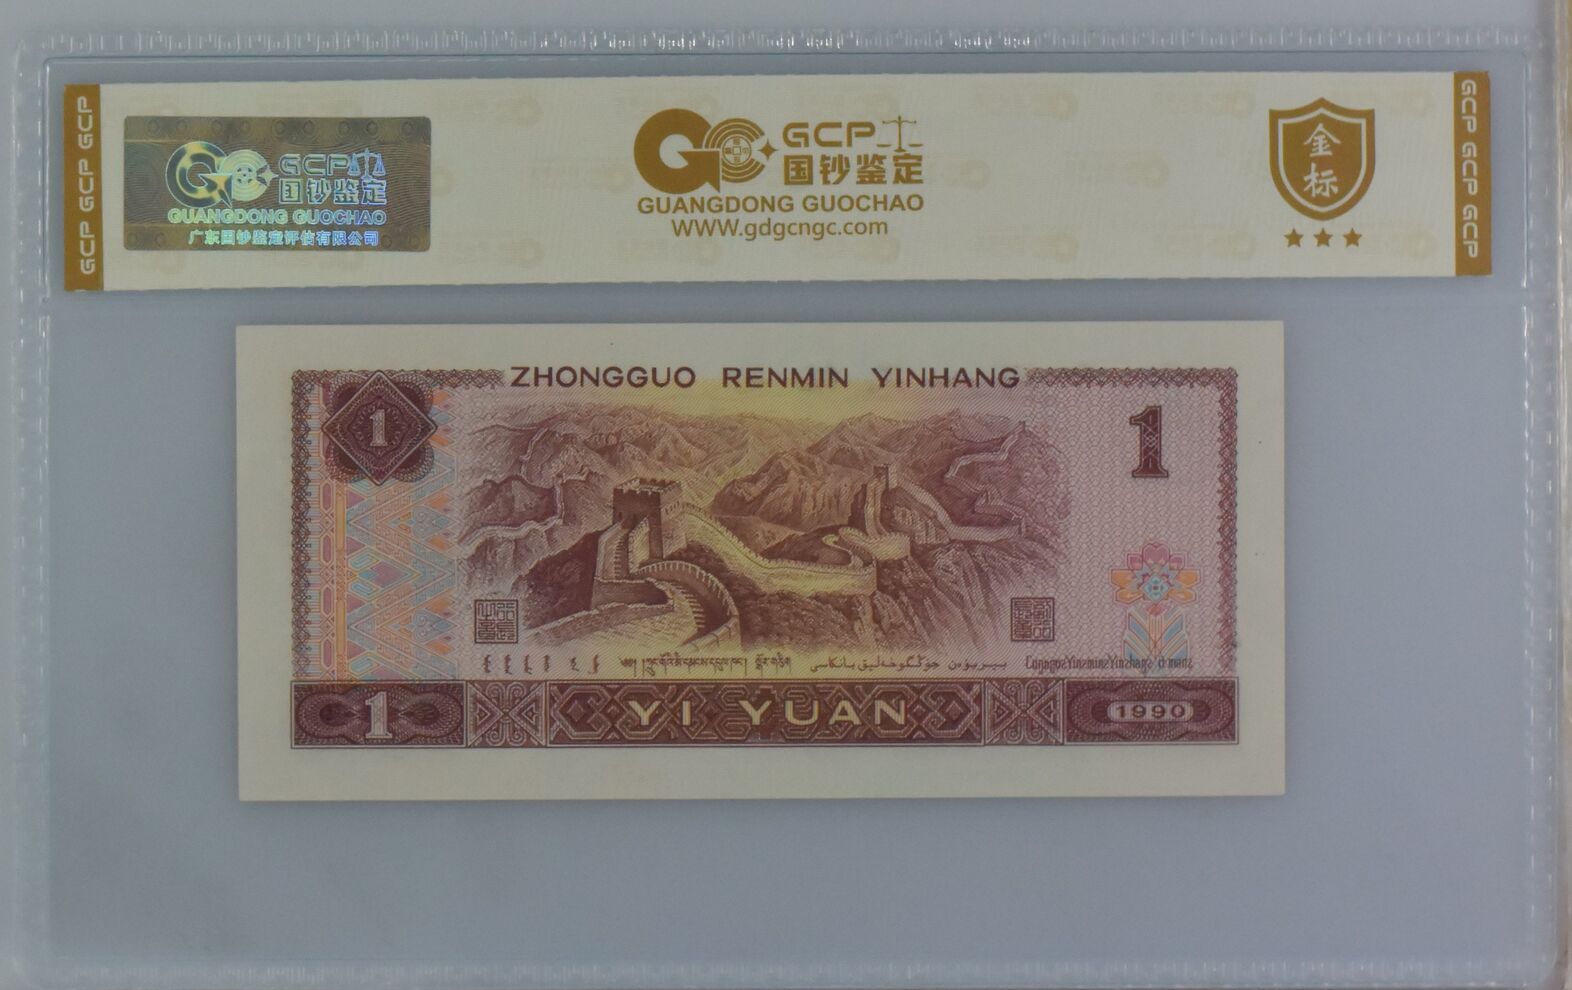 GCP GCP GCP
GCP
国钞鉴定
GUANGDONG GUOCHAO
广东国钞鉴定评估有限公司
GCP
国钞鉴定
GUANGDONG GUOCHAO
WWW.gdgcngc.com
金
标
GCP GCP GCP
ZHONGGUO RENMIN YINHANG
1
1
1
YI YUAN
1990